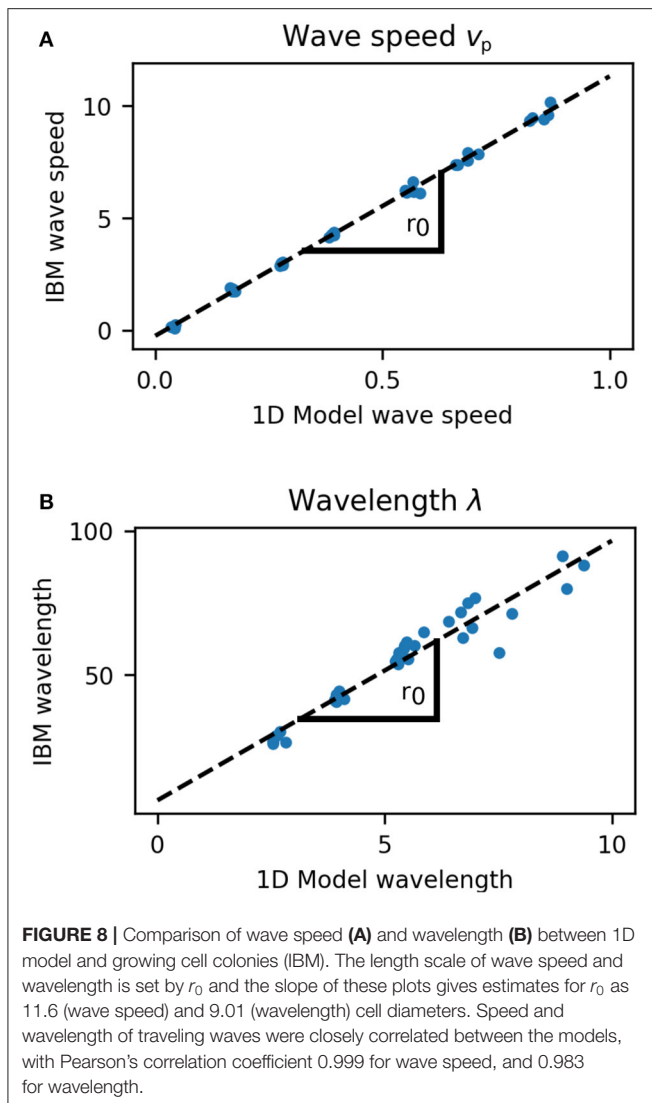 A
Wave speed vₚ
IBM wave speed
10
5
0
r₀
0.0
0.5
1.0
1D Model wave speed
B
Wavelength λ
IBM wavelength
100
50
r₀
0
5
10
1D Model wavelength
FIGURE 8 | Comparison of wave speed (A) and wavelength (B) between 1D
model and growing cell colonies (IBM). The length scale of wave speed and
wavelength is set by r₀ and the slope of these plots gives estimates for r₀ as
11.6 (wave speed) and 9.01 (wavelength) cell diameters. Speed and
wavelength of traveling waves were closely correlated between the models,
with Pearson's correlation coefficient 0.999 for wave speed, and 0.983
for wavelength.